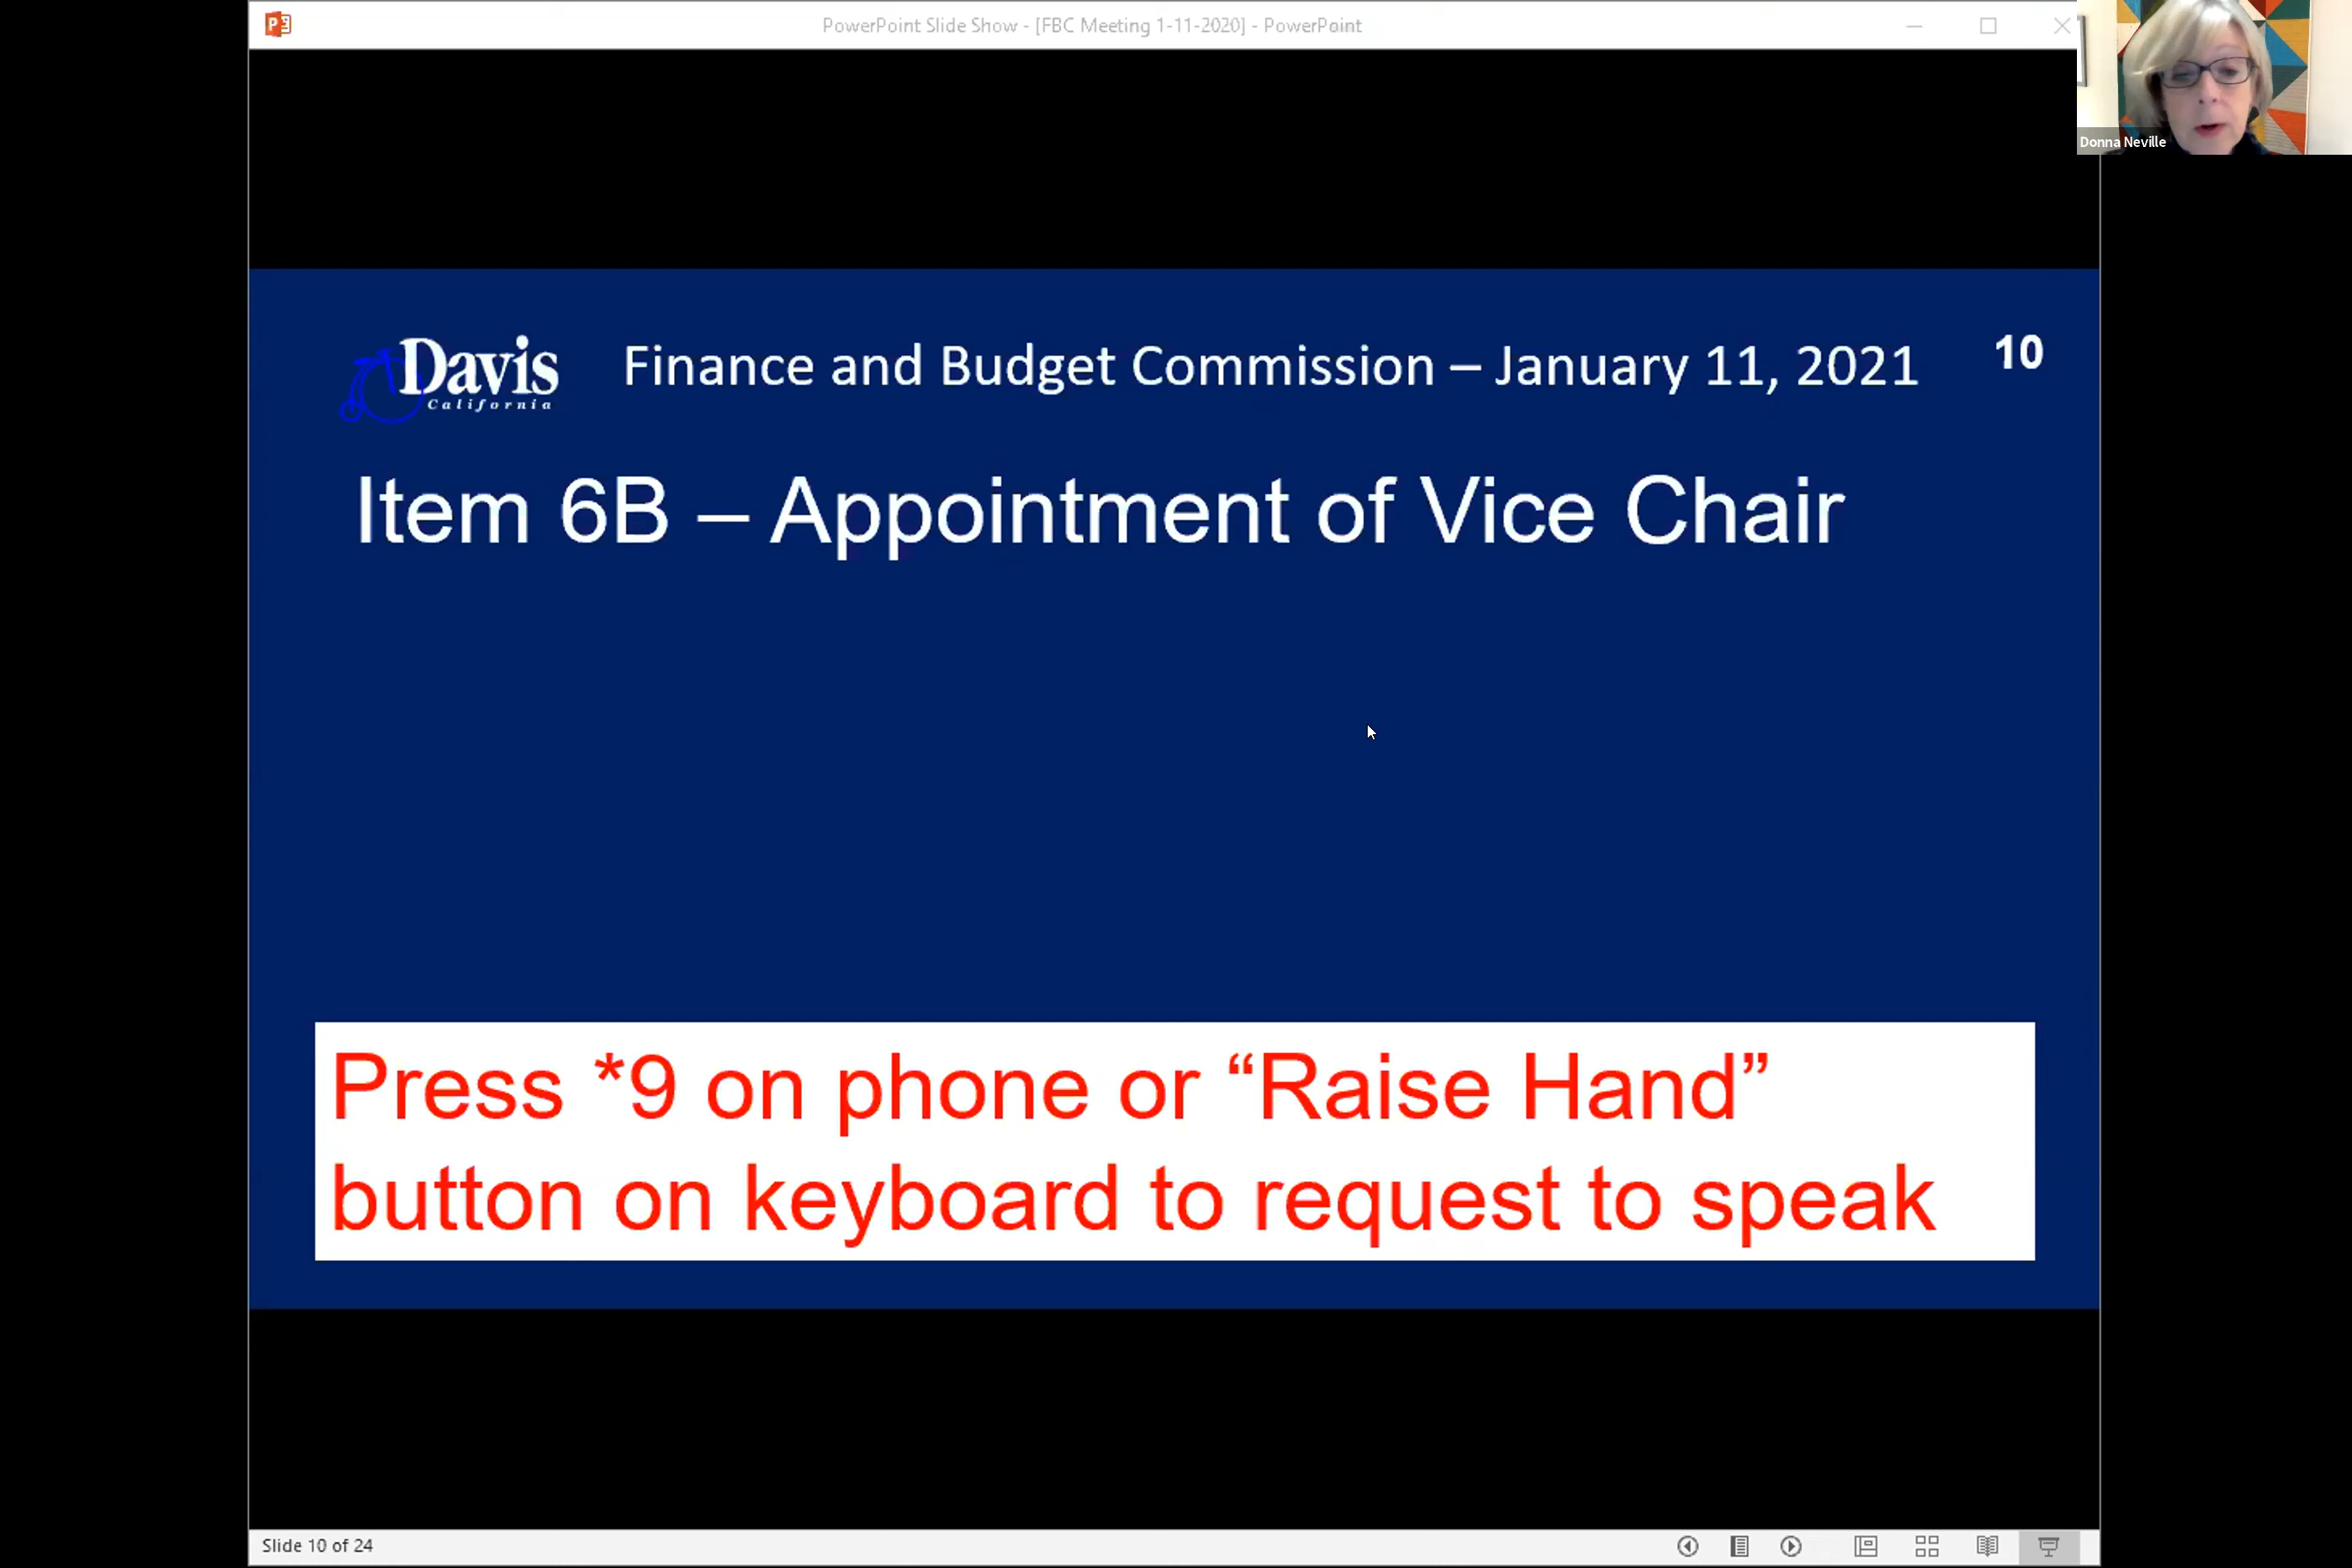 PowerPoint Slide Show - [FBC Meeting 1-11-2020] - PowerPoint
Donna Neville
Davis
California
Finance and Budget Commission – January 11, 2021
10
Item 6B – Appointment of Vice Chair
Press *9 on phone or “Raise Hand”
button on keyboard to request to speak
Slide 10 of 24